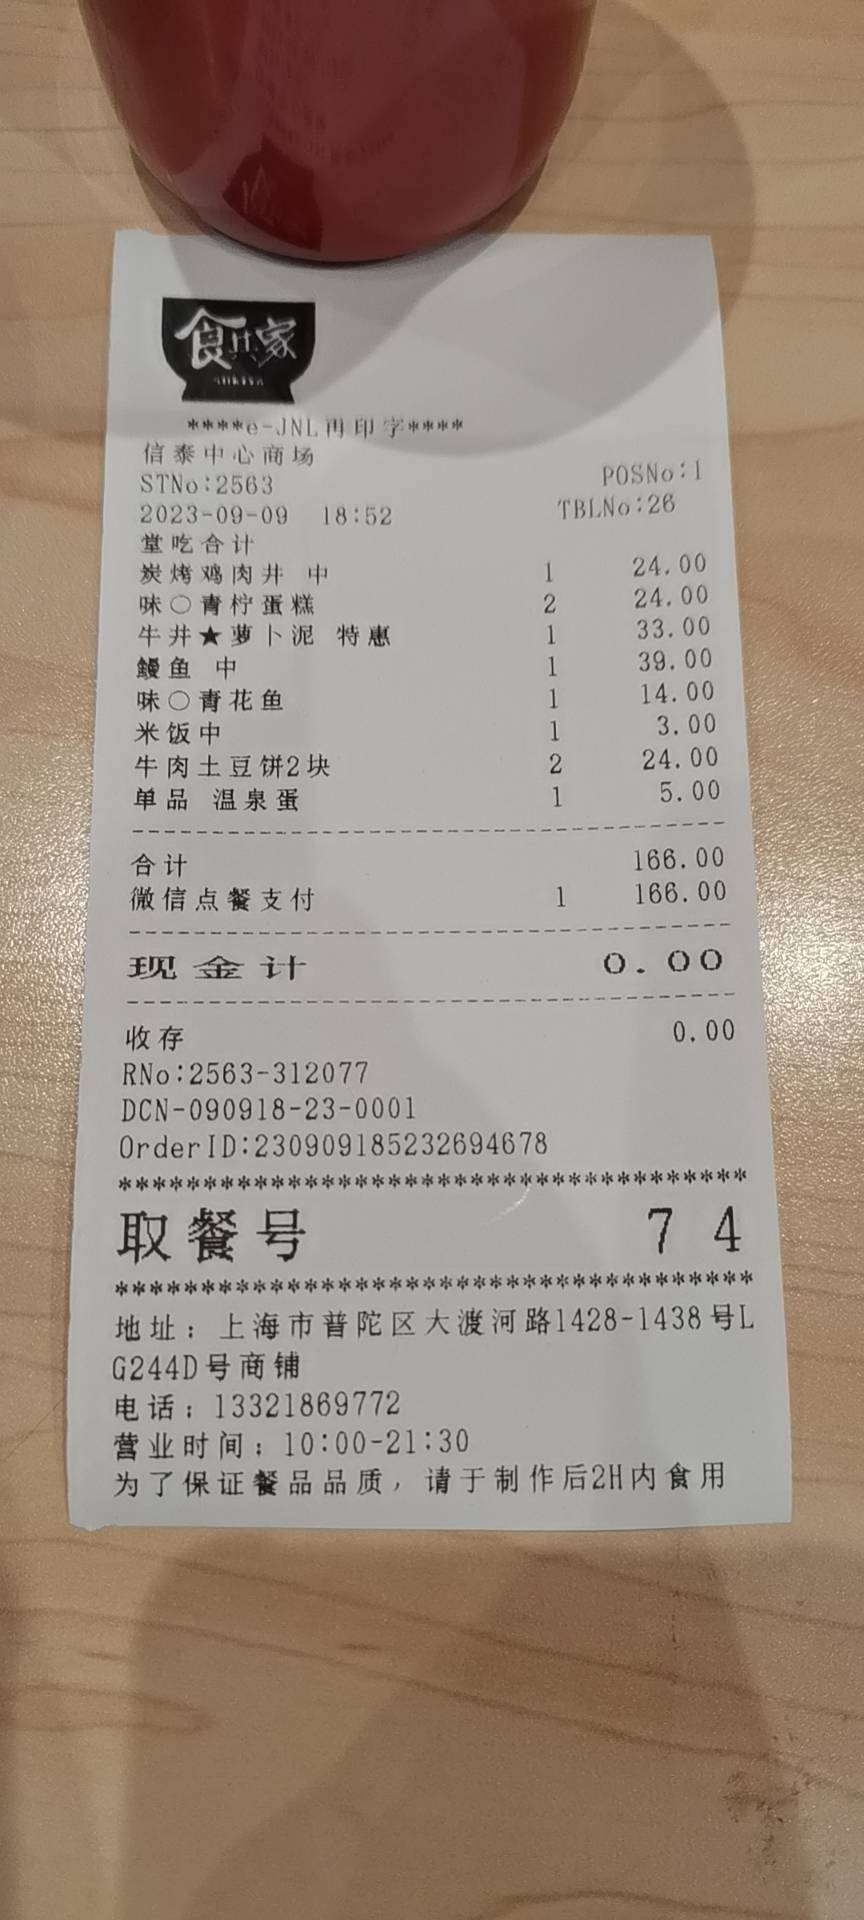 食其家
****e-JNL再印字****
信泰中心商场
STNo:2563 POSNo:1
2023-09-09 18:52 TBLNo:26
堂吃合计
炭烤鸡肉井 中 1 24.00
味○青柠蛋糕 2 24.00
牛井★萝卜泥 特惠 1 33.00
鳗鱼 中 1 39.00
味○青花鱼 1 14.00
米饭中 1 3.00
牛肉土豆饼2块 2 24.00
单品 温泉蛋 1 5.00
合计 166.00
微信点餐支付 1 166.00
现金计 0.00
收存 0.00
RNo:2563-312077
DCN-090918-23-0001
OrderID:230909185232694678
************************************
取餐号 74
************************************
地址：上海市普陀区大渡河路1428-1438号L
G244D号商铺
电话：13321869772
营业时间：10:00-21:30
为了保证餐品品质，请于制作后2H内食用